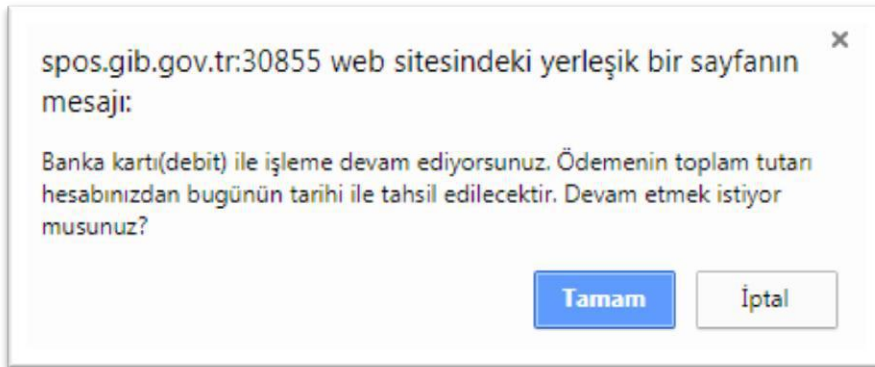 spos.gib.gov.tr:30855 web sitesindeki yerleşik bir sayfanın
mesajı:
Banka kartı(debit) ile işleme devam ediyorsunuz. Ödemenin toplam tutarı
hesabınızdan bugünün tarihi ile tahsil edilecektir. Devam etmek istiyor
musunuz?
Tamam İptal